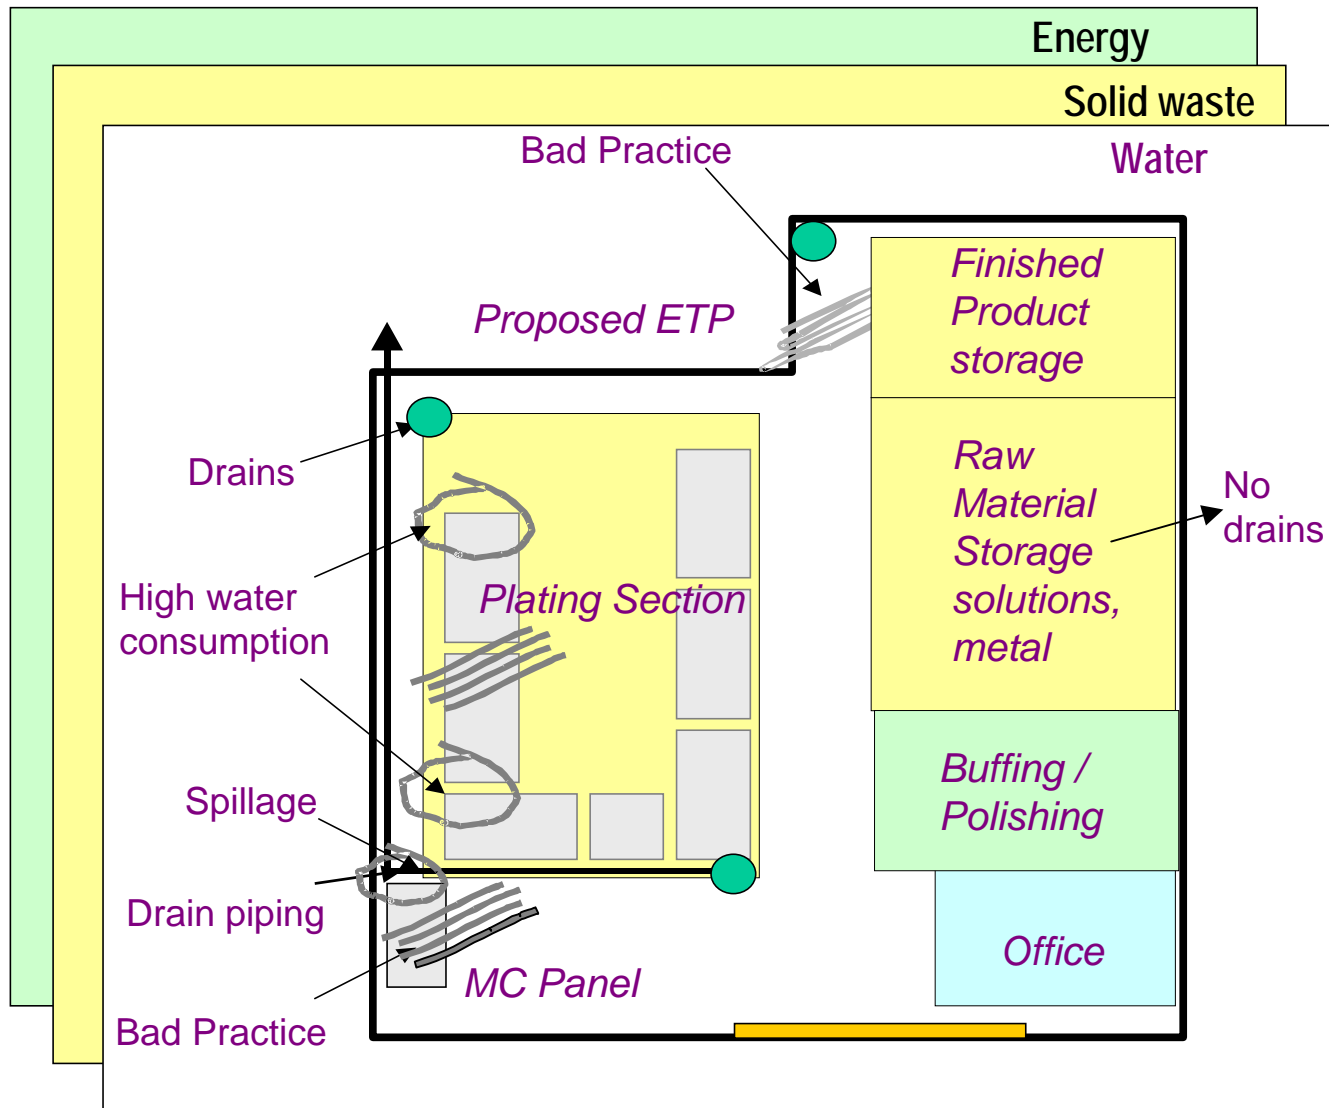 Energy
Solid waste
Water
Bad Practice
Finished
Product
storage
Proposed ETP
Drains
Raw
Material
Storage
solutions,
metal
No
drains
High water
consumption
Plating Section
Spillage
Buffing /
Polishing
Drain piping
Office
MC Panel
Bad Practice